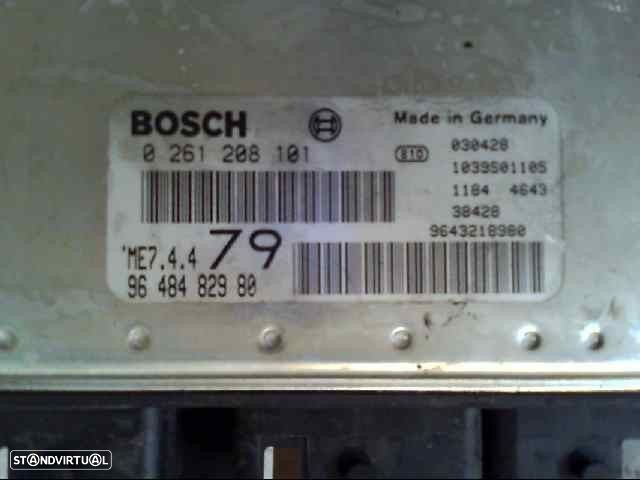 BOSCH
Made in Germany
0 261 208 101
810
030428
1039S01105
1184 4643
38428
9643218980
'ME7.4.4
79
96 484 829 80
STANDVIRTUAL